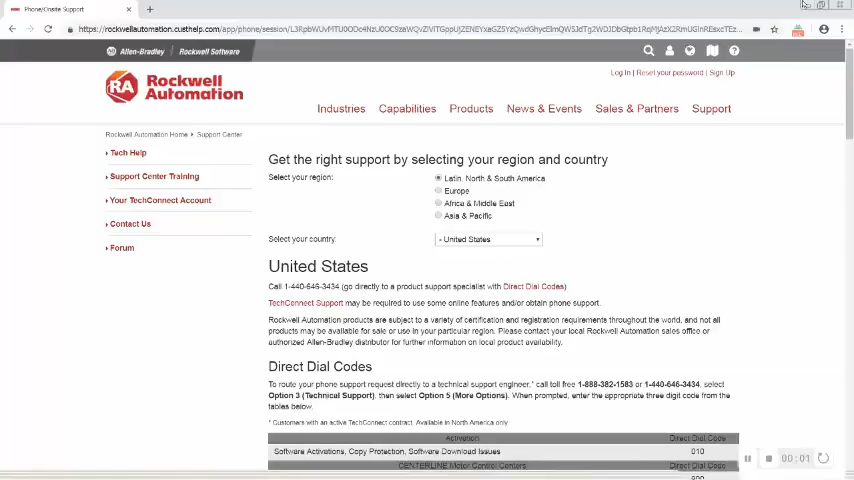 Phone/Onsite Support
Allen-Bradley | Rockwell Software
Log In | Reset your password | Sign Up
RA Rockwell
Automation
Industries Capabilities Products News & Events Sales & Partners Support
Rockwell Automation Home Support Center
Tech Help
Support Center Training
Your TechConnect Account
Contact Us
Forum
Get the right support by selecting your region and country
Select your region:
Latin, North & South America
Europe
Africa & Middle East
Asia & Pacific
Select your country:
- United States
United States
Call 1-440-646-3434 (go directly to a product support specialist with Direct Dial Codes)
TechConnect Support may be required to use some online features and/or obtain phone support.
Rockwell Automation products are subject to a variety of certification and registration requirements throughout the world, and not all
products may be available for sale or use in your particular region. Please contact your local Rockwell Automation sales office or
authorized Allen-Bradley distributor for further information on local product availability.
Direct Dial Codes
To route your phone support request directly to a technical support engineer,* call toll free 1-888-382-1583 or 1-440-646-3434, select
Option 3 (Technical Support), then select Option 5 (More Options). When prompted, enter the appropriate three digit code from the
tables below.
* Customers with an active TechConnect contract. Available in North America only
Activation Direct Dial Code
Software Activations, Copy Protection, Software Download Issues 010
CENTERLINE Motor Control Centers Direct Dial Code
00:01